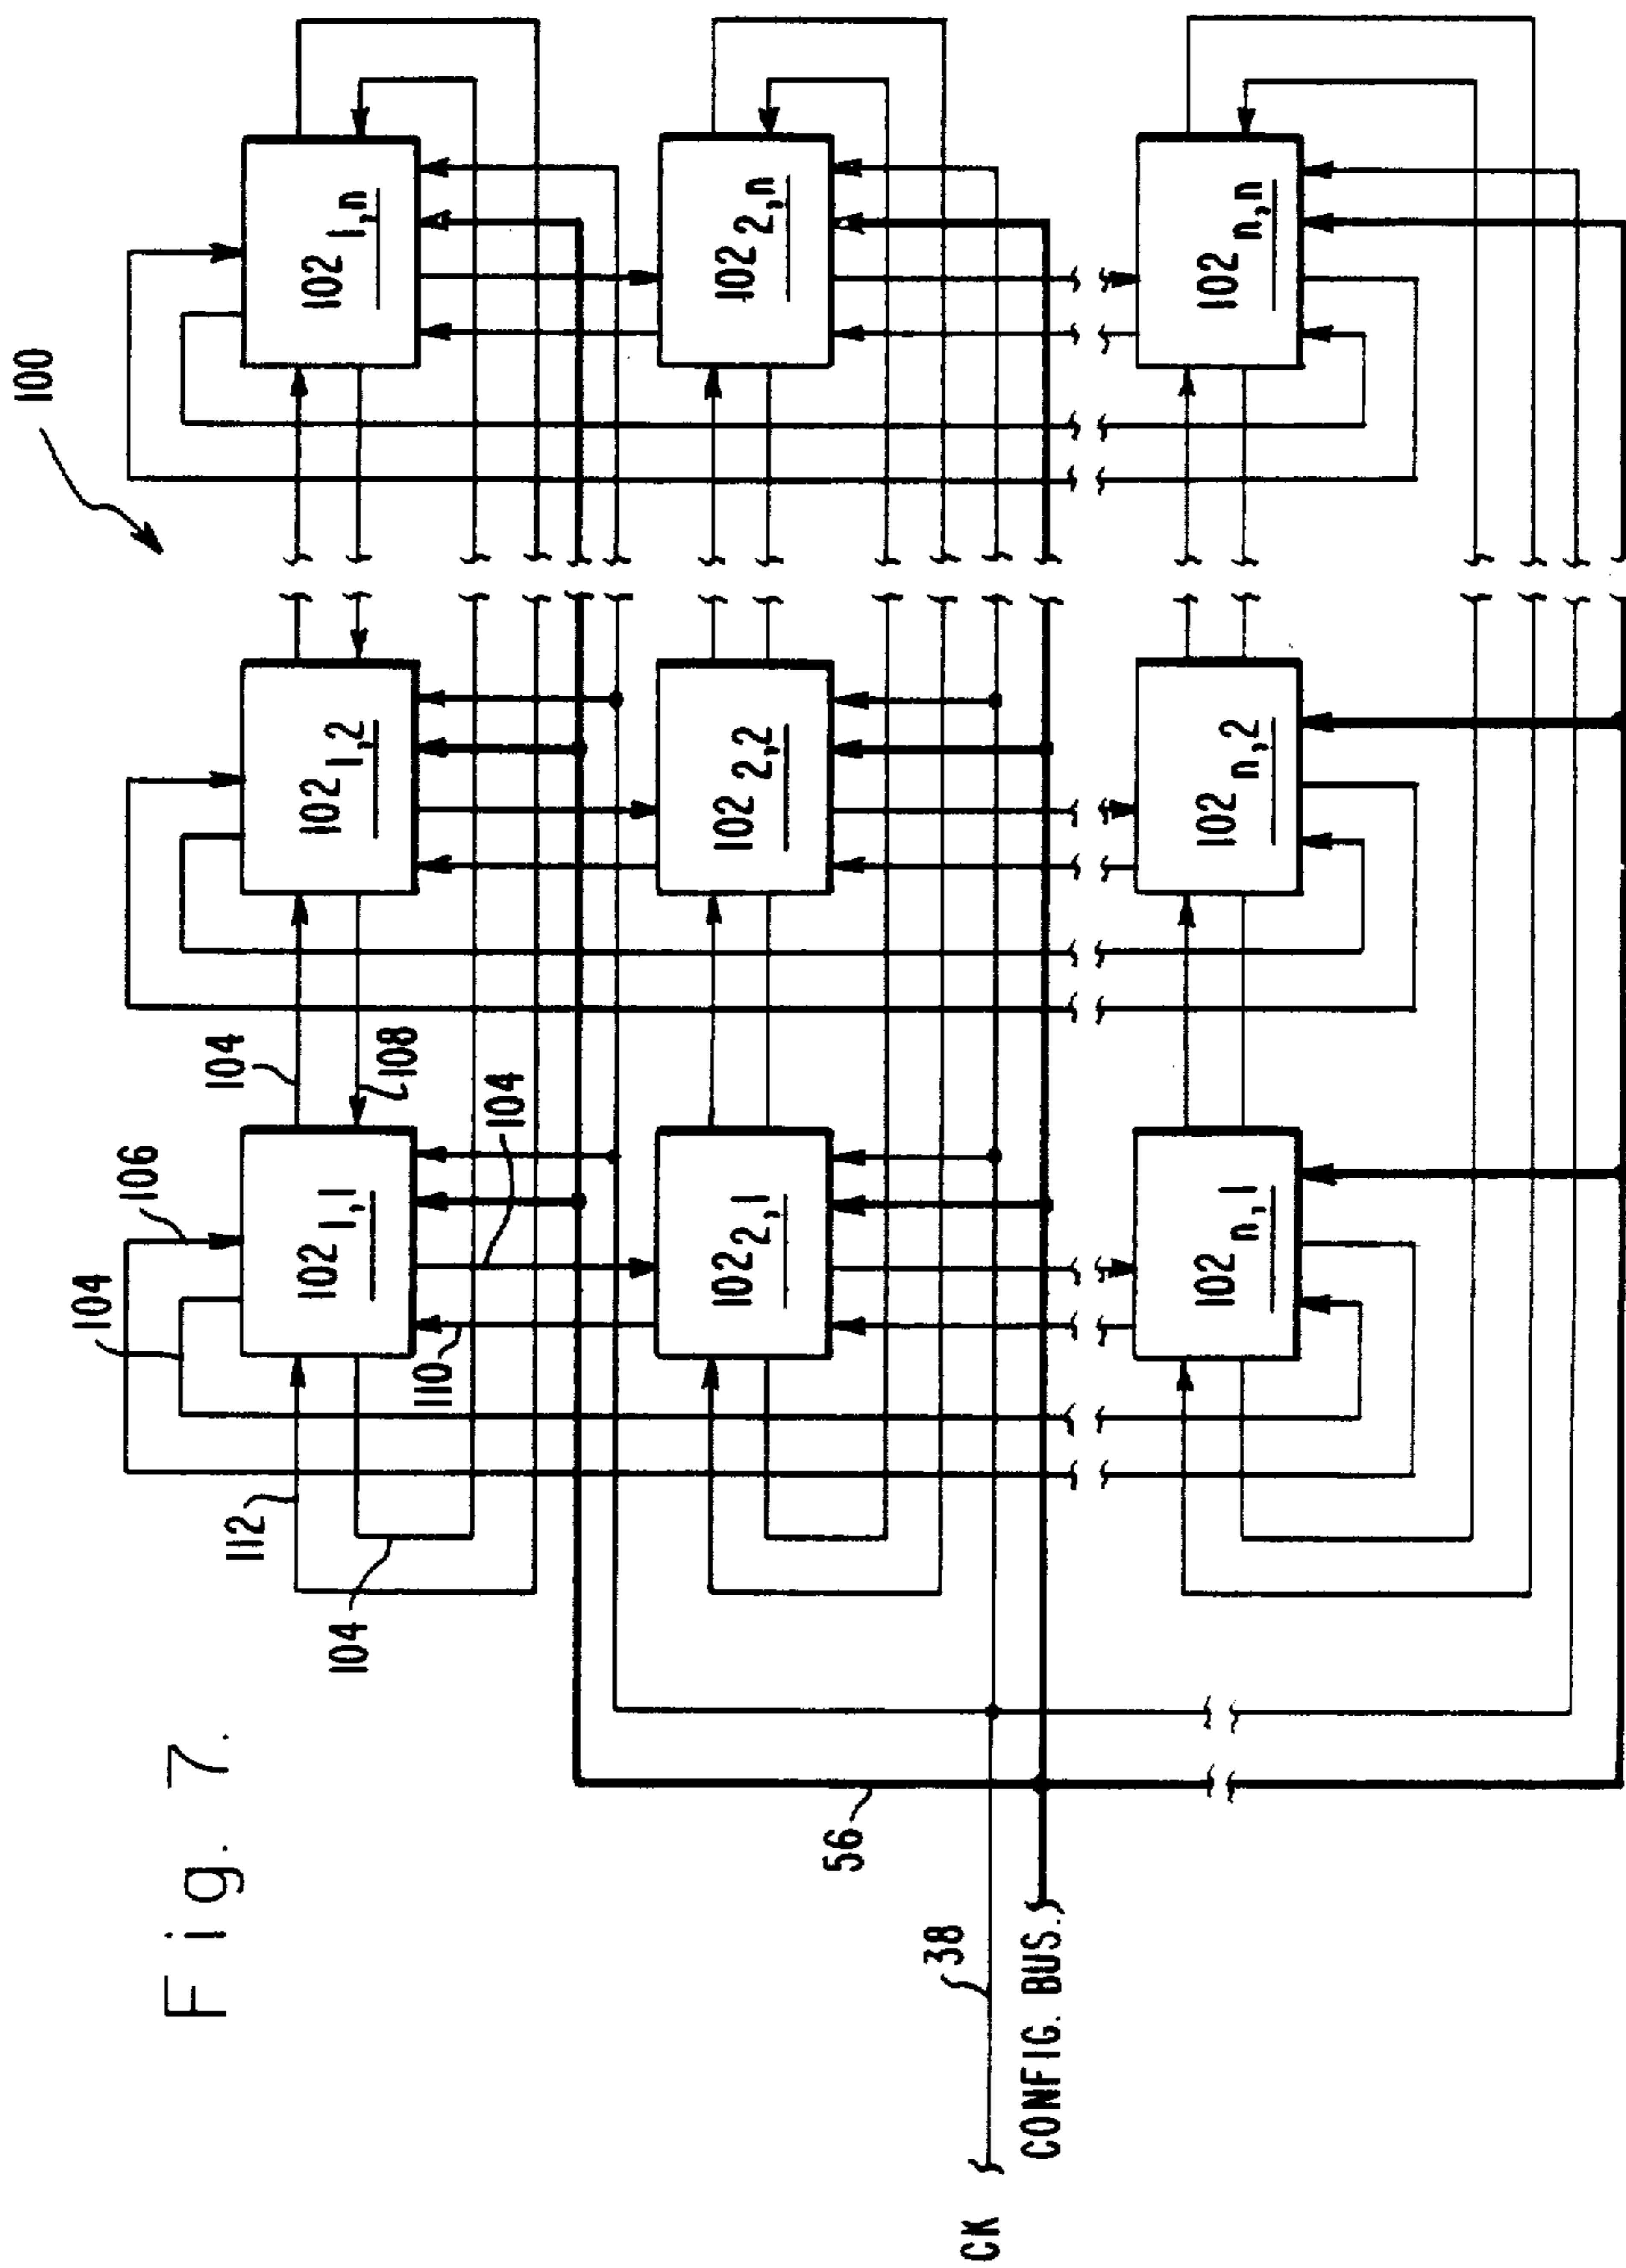 Fig. 7.
100
104
106
112
104
102 1,1
104
102 1,2
102 1,n
108
110
104
102 2,1
102 2,2
102 2,n
56
38
CK
CONFIG. BUS.
102 n,1
102 n,2
102 n,n